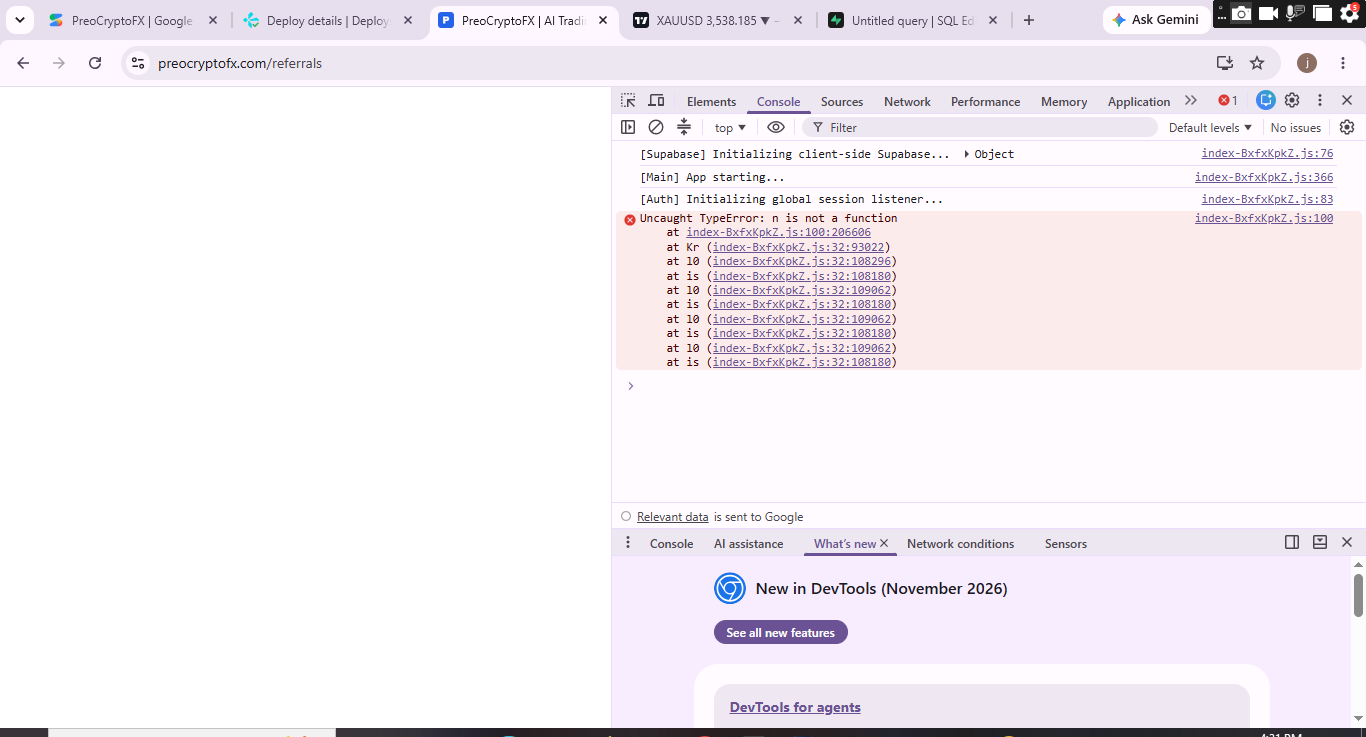 PreoCryptoFX | Google
Deploy details | Deploy
PreoCryptoFX | AI Tradi
XAUUSD 3,538.185 ▼ −
Untitled query | SQL Ed
Ask Gemini
5
preocryptofx.com/referrals
j
Elements Console Sources Network Performance Memory Application 1
top ▼ Filter Default levels ▼ No issues
[Supabase] Initializing client-side Supabase... ▶ Object index-BxfxKpkZ.js:76
[Main] App starting... index-BxfxKpkZ.js:366
[Auth] Initializing global session listener... index-BxfxKpkZ.js:83
Uncaught TypeError: n is not a function index-BxfxKpkZ.js:100
at index-BxfxKpkZ.js:100:206606
at Kr (index-BxfxKpkZ.js:32:93022)
at l0 (index-BxfxKpkZ.js:32:108296)
at is (index-BxfxKpkZ.js:32:108180)
at l0 (index-BxfxKpkZ.js:32:109062)
at is (index-BxfxKpkZ.js:32:108180)
at l0 (index-BxfxKpkZ.js:32:109062)
at is (index-BxfxKpkZ.js:32:108180)
at l0 (index-BxfxKpkZ.js:32:109062)
at is (index-BxfxKpkZ.js:32:108180)
Relevant data is sent to Google
Console AI assistance What's new Network conditions Sensors
New in DevTools (November 2026)
See all new features
DevTools for agents
4:31 PM